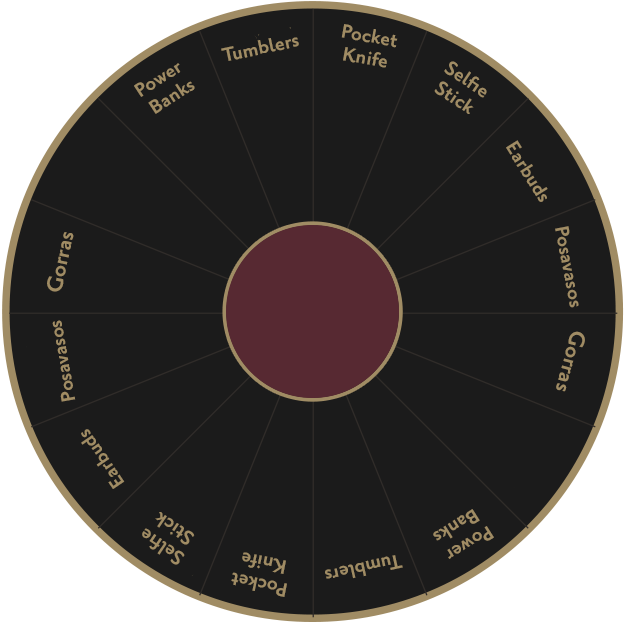 Pocket
Knife
Selfie
Stick
Earbuds
Posavasos
Gorras
Power
Banks
Tumblers
Pocket
Knife
Selfie
Stick
Earbuds
Posavasos
Gorras
Power
Banks
Tumblers